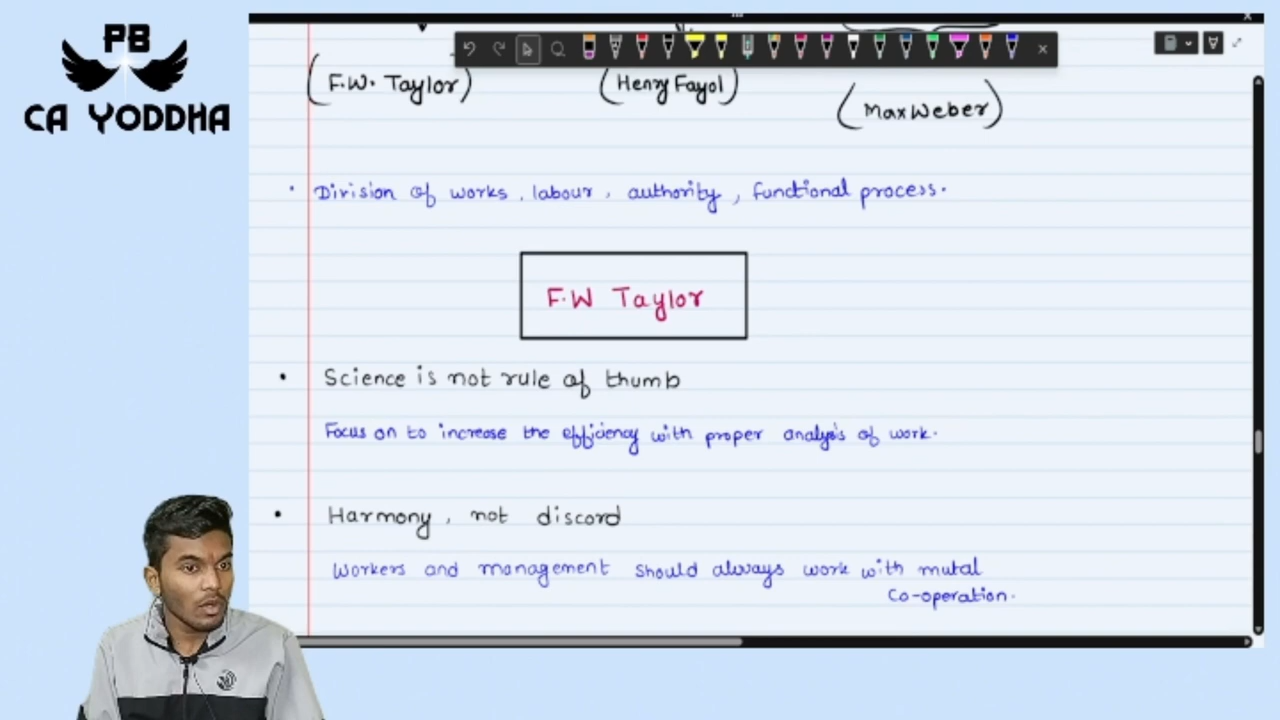 PB
CA YODDHA
(F.W. Taylor)
(Henry Fayol)
(Max Weber)
• Division of works, labour, authority, functional process.
F.W Taylor
• Science is not rule of thumb
Focus on to increase the efficiency with proper analysis of work.
• Harmony, not discord
Workers and management should always work with mutal
Co-operation.